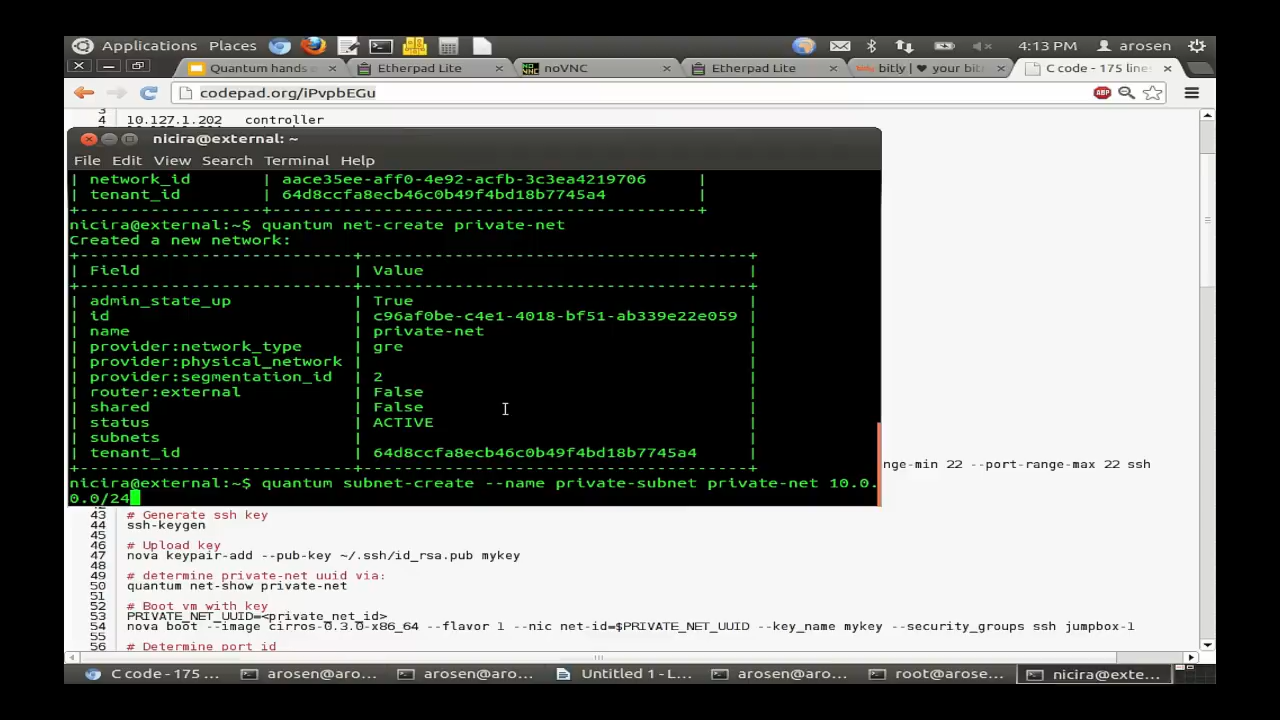 Applications Places 4:13 PM arosen
Quantum hands Etherpad Lite noVNC Etherpad Lite bitly | ♥ your bit C code - 175 line
codepad.org/iPvpbEGu ABP
3
4 10.127.1.202 controller
nicira@external: ~
File Edit View Search Terminal Help
| network_id | aace35ee-aff0-4e92-acfb-3c3ea4219706 |
| tenant_id | 64d8ccfa8ecb46c0b49f4bd18b7745a4 |
nicira@external:~$ quantum net-create private-net
Created a new network:
| Field | Value |
| admin_state_up | True |
| id | c96af0be-c4e1-4018-bf51-ab339e22e059 |
| name | private-net |
| provider:network_type | gre |
| provider:physical_network | |
| provider:segmentation_id | 2 |
| router:external | False |
| shared | False |
| status | ACTIVE |
| subnets | |
| tenant_id | 64d8ccfa8ecb46c0b49f4bd18b7745a4 |
nge-min 22 --port-range-max 22 ssh
nicira@external:~$ quantum subnet-create --name private-subnet private-net 10.0.
0.0/24
43 # Generate ssh key
44 ssh-keygen
45
46 # Upload key
47 nova keypair-add --pub-key ~/.ssh/id_rsa.pub mykey
48
49 # determine private-net uuid via:
50 quantum net-show private-net
51
52 # Boot vm with key
53 PRIVATE_NET_UUID=<private_net_id>
54 nova boot --image cirros-0.3.0-x86_64 --flavor 1 --nic net-id=$PRIVATE_NET_UUID --key_name mykey --security_groups ssh jumpbox-1
55
56 # Determine port id
C code - 175 ... arosen@aro... arosen@aro... Untitled 1 - L... arosen@aro... root@arose... nicira@exte...